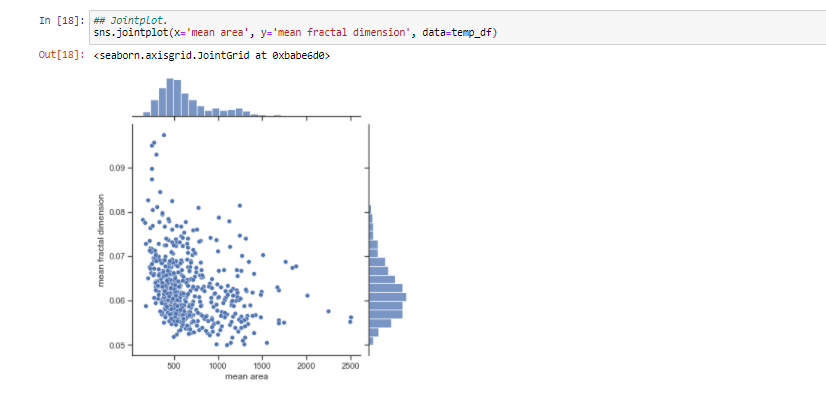 In [18]: ## Jointplot.
sns.jointplot(x='mean area', y='mean fractal dimension', data=temp_df)
Out[18]: <seaborn.axisgrid.JointGrid at 0xbabe6d0>
0.09
0.08
0.07
0.06
0.05
mean fractal dimension
500 1000 1500 2000 2500
mean area